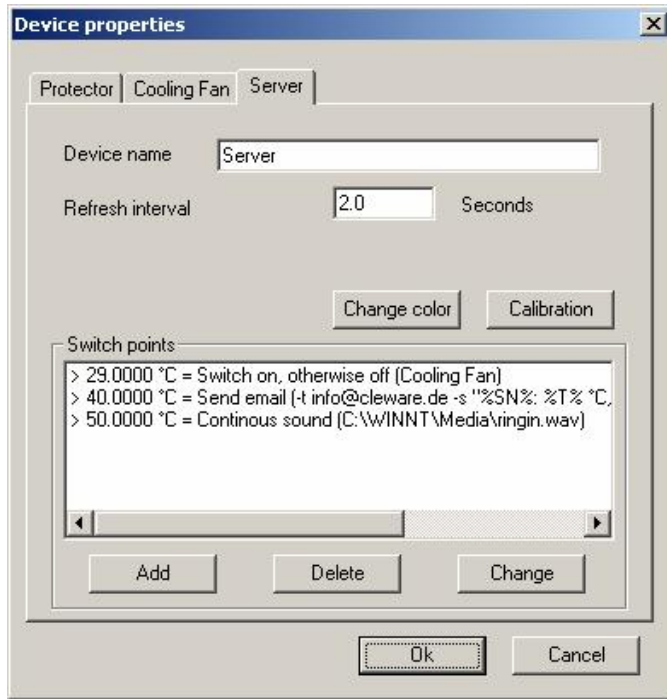 Device properties
Protector Cooling Fan Server
Device name Server
Refresh interval 2.0 Seconds
Change color Calibration
Switch points
> 29.0000 °C = Switch on, otherwise off (Cooling Fan)
> 40.0000 °C = Send email (-t info@cleware.de -s "%SN%: %T% °C,
> 50.0000 °C = Continous sound (C:\WINNT\Media\ringin.wav)
Add Delete Change
Ok Cancel